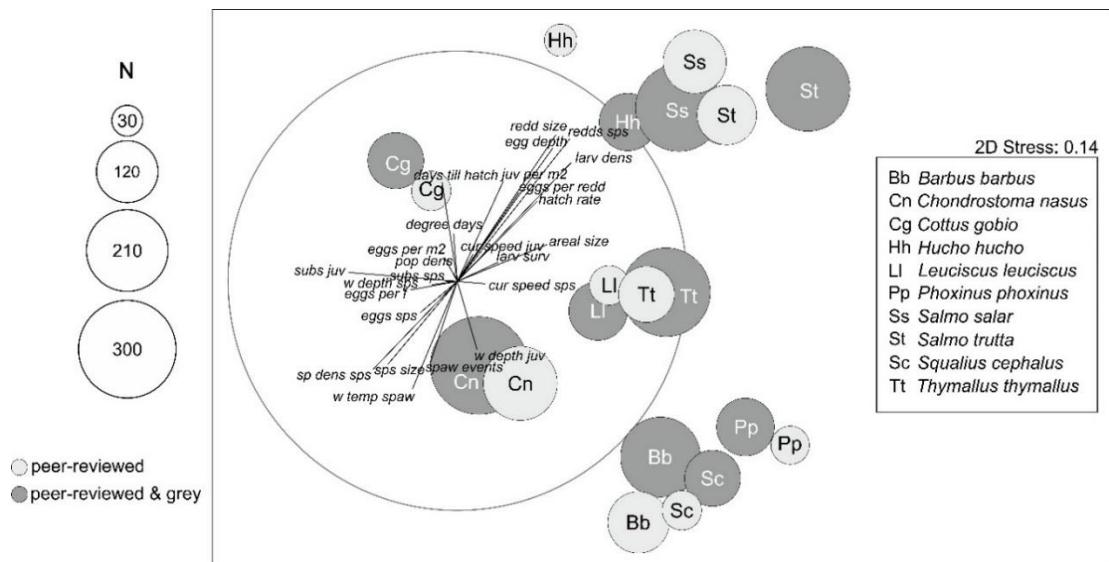 N
30
120
210
300
peer-reviewed
peer-reviewed & grey
Hh
Ss
Ss
St
St
Hh
Cg
Cg
redd size
redds sps
egg depth
larv dens
days till hatch juv per m2
eggs per redd
hatch rate
degree days
cur speed juv
areal size
eggs per m2
larv surv
pop dens
subs juv
subs sps
w depth sps
cur speed sps
eggs per f
eggs sps
Ll
Ll
Tt
Tt
w depth juv
sp dens sps
sps size
spaw events
w temp spaw
Cn
Cn
Pp
Pp
Bb
Sc
Sc
Bb
2D Stress: 0.14
Bb Barbus barbus
Cn Chondrostoma nasus
Cg Cottus gobio
Hh Hucho hucho
Ll Leuciscus leuciscus
Pp Phoxinus phoxinus
Ss Salmo salar
St Salmo trutta
Sc Squalius cephalus
Tt Thymallus thymallus